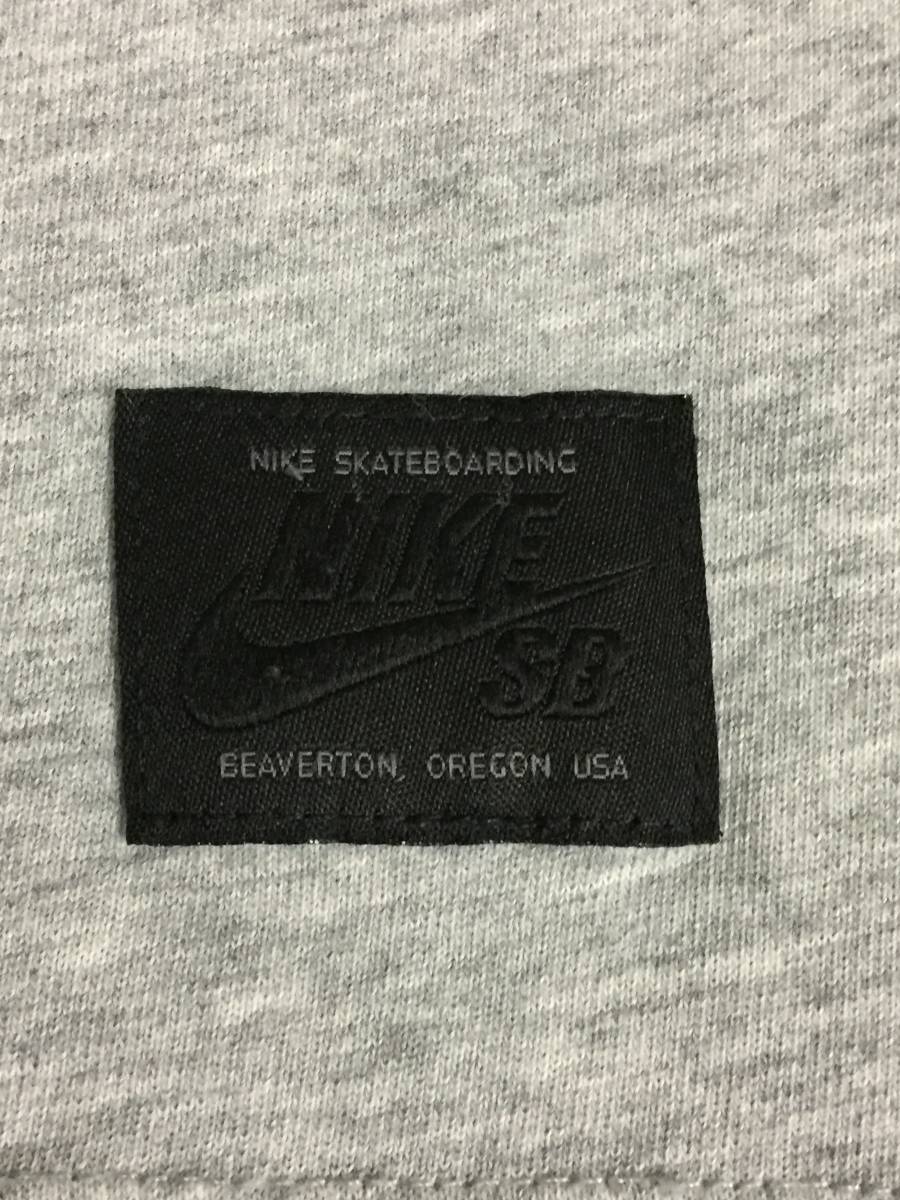 NIKE SKATEBOARDING
NIKE
SB
BEAVERTON, OREGON USA